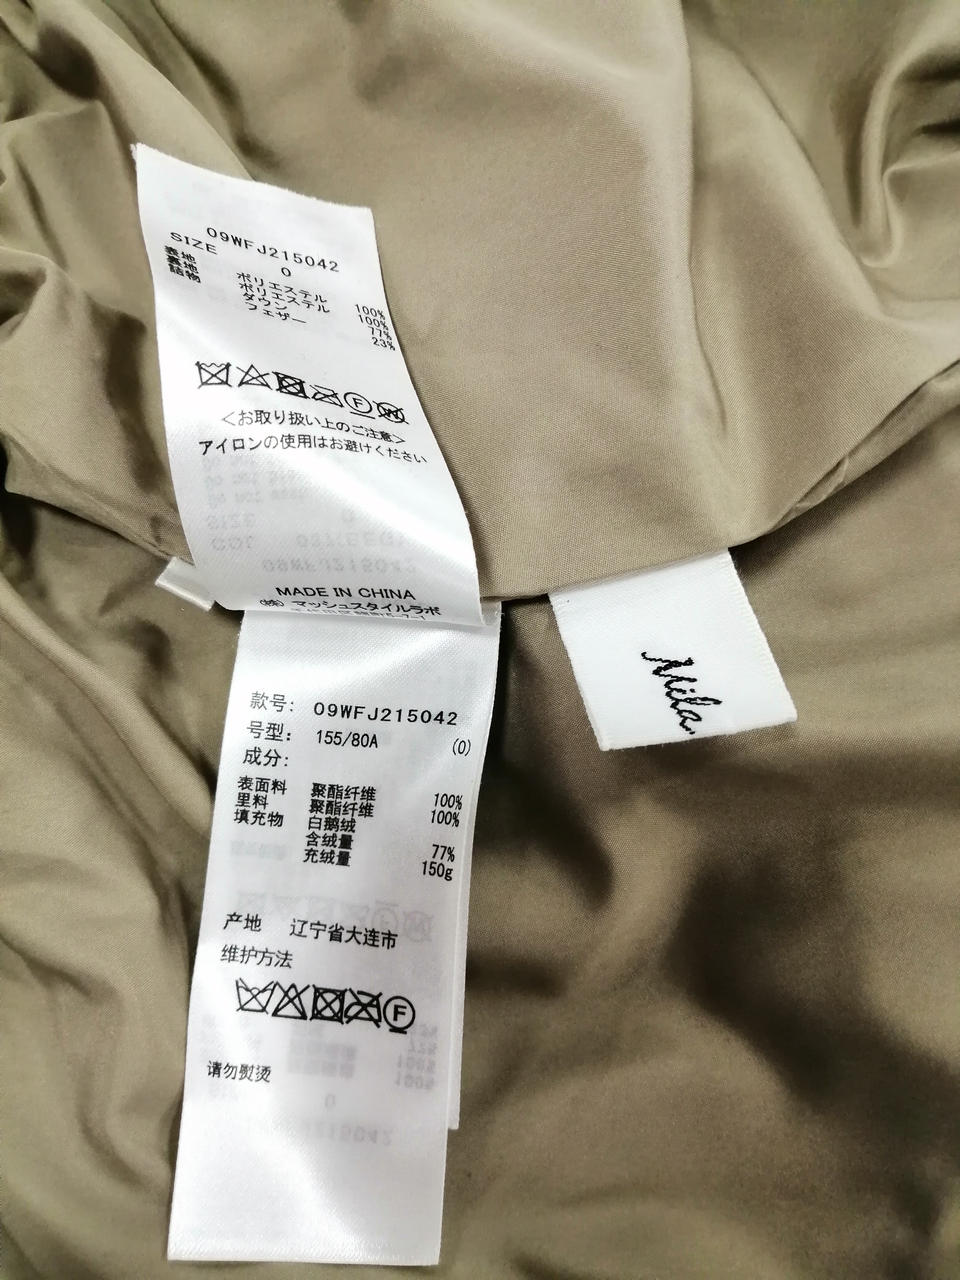 09WFJ215042
SIZE 0
表地 ポリエステル 100%
裏地 ポリエステル 100%
詰物 ダウン 77%
フェザー 23%
F W
<お取り扱い上のご注意>
アイロンの使用はお避けください
MADE IN CHINA
(株) マッシュスタイルラボ
Mila
款号: 09WFJ215042
号型: 155/80A (0)
成分:
表面料 聚酯纤维 100%
里料 聚酯纤维 100%
填充物 白鹅绒
含绒量 77%
充绒量 150g
产地 辽宁省大连市
维护方法
F
请勿熨烫